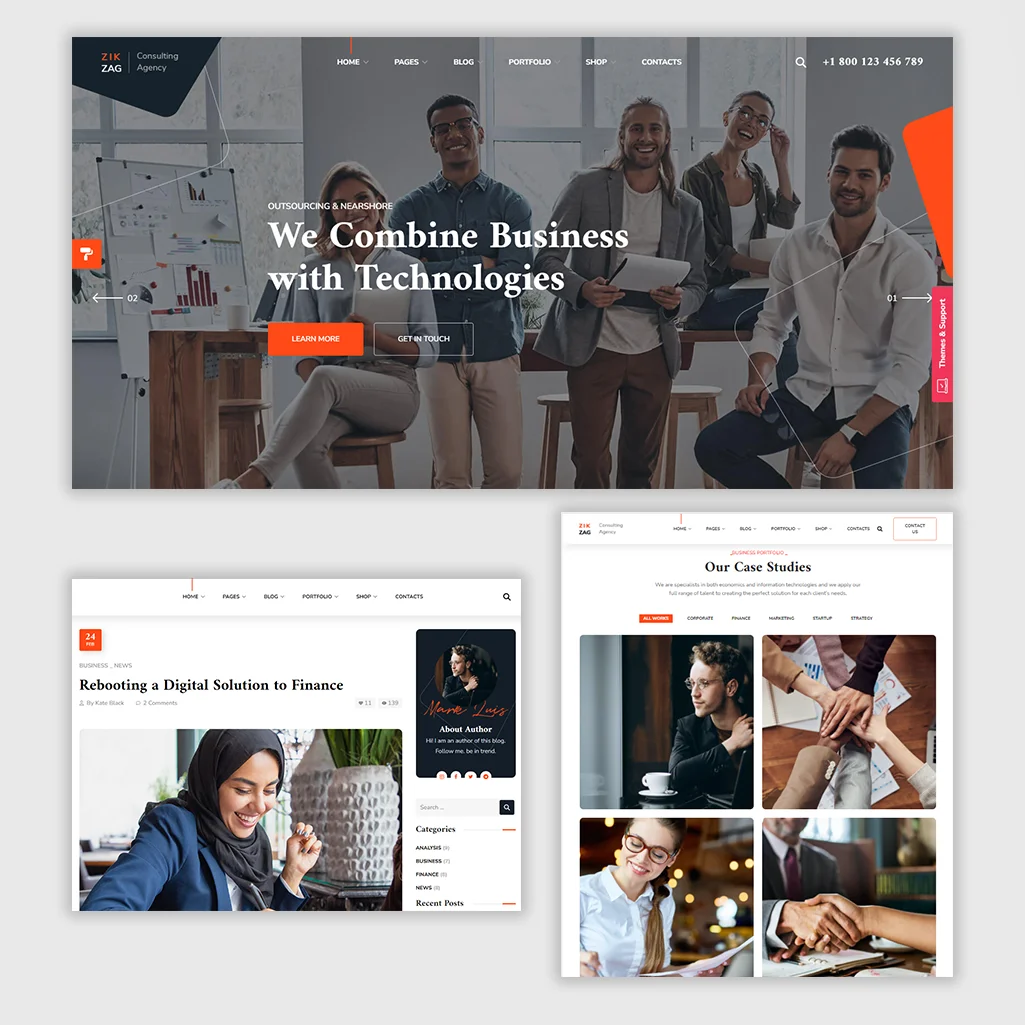 ZIK
ZAG
Consulting
Agency
HOME
PAGES
BLOG
PORTFOLIO
SHOP
CONTACTS
+1 800 123 456 789
OUTSOURCING & NEARSHORE
We Combine Business
with Technologies
02
01
LEARN MORE
GET IN TOUCH
Themes & Support
HOME
PAGES
BLOG
PORTFOLIO
SHOP
CONTACTS
24
FEB
BUSINESS _ NEWS
Rebooting a Digital Solution to Finance
By Kate Black
2 Comments
11
139
Mark Luis
About Author
Hi! I am an author of this blog.
Follow me, be in trend.
Search ...
Categories
ANALYSIS (9)
BUSINESS (7)
FINANCE (8)
NEWS (8)
Recent Posts
ZIK
ZAG
Consulting
Agency
HOME
PAGES
BLOG
PORTFOLIO
SHOP
CONTACTS
CONTACT
US
_BUSINESS PORTFOLIO_
Our Case Studies
We are specialists in both economics and information technologies and we apply our
full range of talent to creating the perfect solution for each client's needs.
ALL WORKS
CORPORATE
FINANCE
MARKETING
STARTUP
STRATEGY